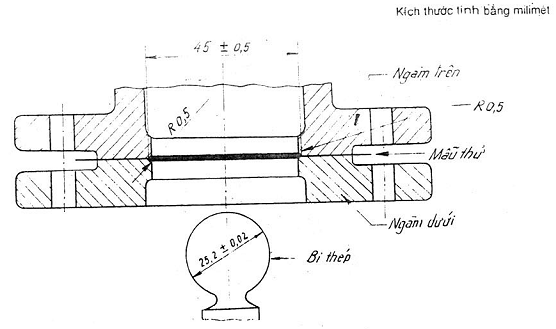 Kích thước tính bằng milimét
45 ± 0,5
Ngàm trên
R 0,5
R 0,5
Mẫu thử
Ngàm dưới
25,2 ± 0,02
Bi thép